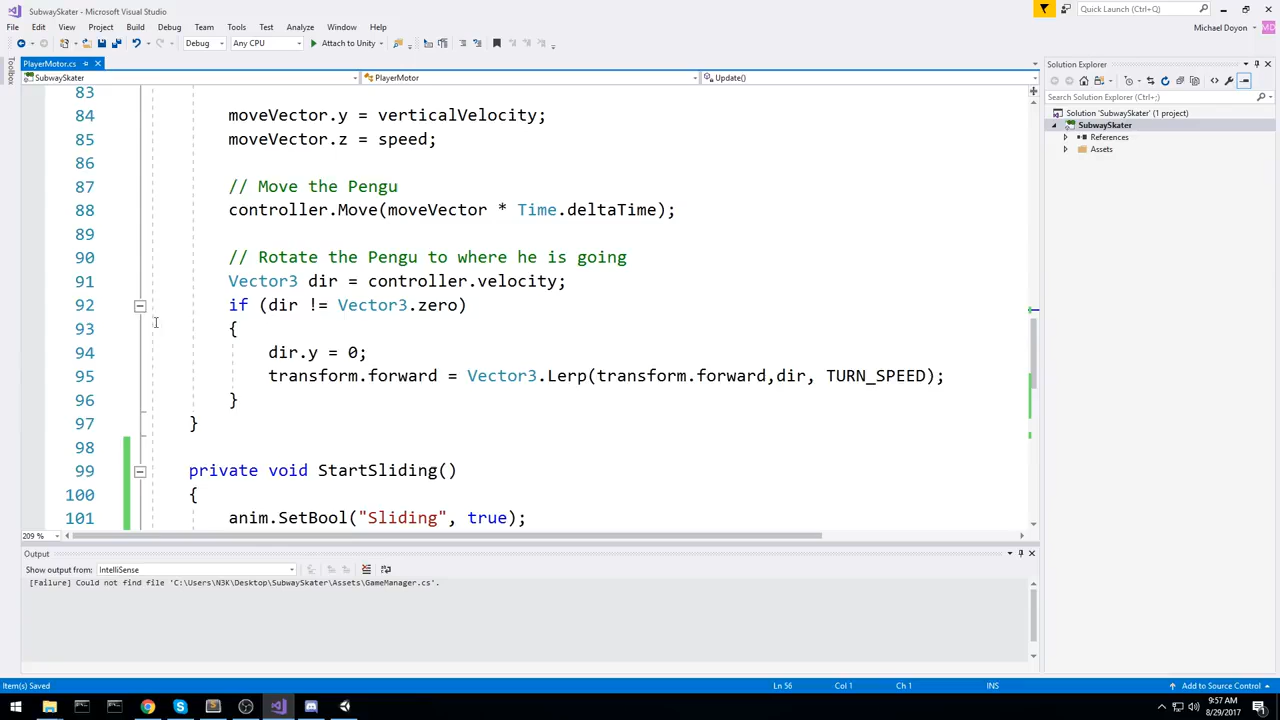 SubwaySkater - Microsoft Visual Studio
Quick Launch (Ctrl+Q)
File Edit View Project Build Debug Team Tools Test Analyze Window Help
Michael Doyon MD
Debug Any CPU Attach to Unity
Toolbox
PlayerMotor.cs
SubwaySkater PlayerMotor Update()
83
84 moveVector.y = verticalVelocity;
85 moveVector.z = speed;
86
87 // Move the Pengu
88 controller.Move(moveVector * Time.deltaTime);
89
90 // Rotate the Pengu to where he is going
91 Vector3 dir = controller.velocity;
92 if (dir != Vector3.zero)
93 {
94 dir.y = 0;
95 transform.forward = Vector3.Lerp(transform.forward,dir, TURN_SPEED);
96 }
97 }
98
99 private void StartSliding()
100 {
101 anim.SetBool("Sliding", true);
209 %
Solution Explorer
Search Solution Explorer (Ctrl+;)
Solution 'SubwaySkater' (1 project)
SubwaySkater
References
Assets
Output
Show output from: IntelliSense
[Failure] Could not find file 'C:\Users\N3K\Desktop\SubwaySkater\Assets\GameManager.cs'.
Item(s) Saved Ln 56 Col 1 Ch 1 INS Add to Source Control
9:57 AM
8/29/2017